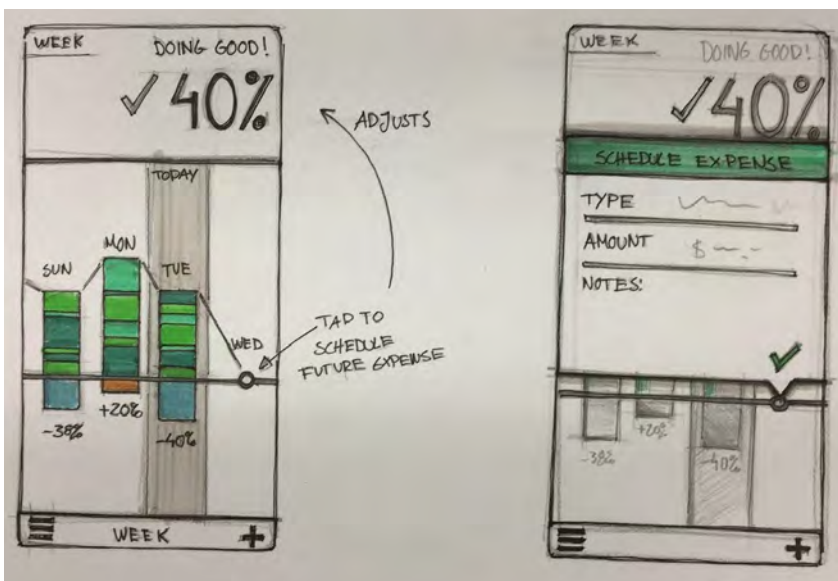 WEEK
DOING GOOD!
✓ 40%
TODAY
SUN
MON
TUE
WED
-38%
+20%
-40%
WEEK
+
ADJUSTS
TAP TO
SCHEDULE
FUTURE EXPENSE
WEEK
DOING GOOD!
✓40%
SCHEDULE EXPENSE
TYPE
AMOUNT $
NOTES:
✓
-38%
+20%
-40%
+